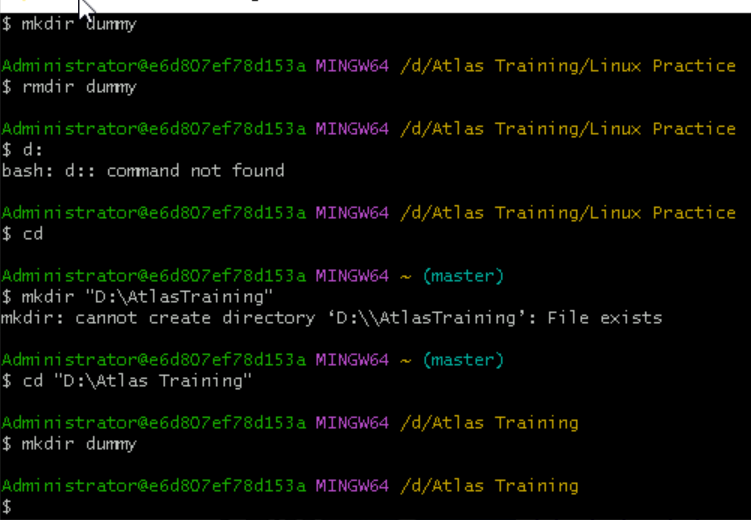 $ mkdir dummy
Administrator@e6d807ef78d153a MINGW64 /d/Atlas Training/Linux Practice
$ rmdir dummy
Administrator@e6d807ef78d153a MINGW64 /d/Atlas Training/Linux Practice
$ d:
bash: d:: command not found
Administrator@e6d807ef78d153a MINGW64 /d/Atlas Training/Linux Practice
$ cd
Administrator@e6d807ef78d153a MINGW64 ~ (master)
$ mkdir "D:\AtlasTraining"
mkdir: cannot create directory ‘D:\\AtlasTraining’: File exists
Administrator@e6d807ef78d153a MINGW64 ~ (master)
$ cd "D:\Atlas Training"
Administrator@e6d807ef78d153a MINGW64 /d/Atlas Training
$ mkdir dummy
Administrator@e6d807ef78d153a MINGW64 /d/Atlas Training
$